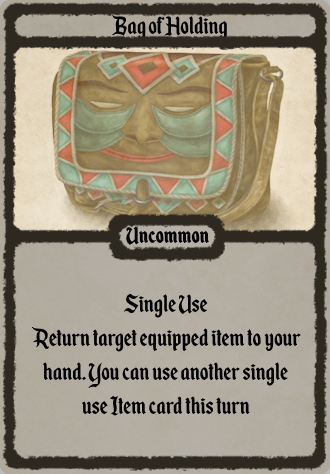 Bag of Holding
Uncommon
Single Use
Return target equipped item to your
hand. You can use another single
use Item card this turn